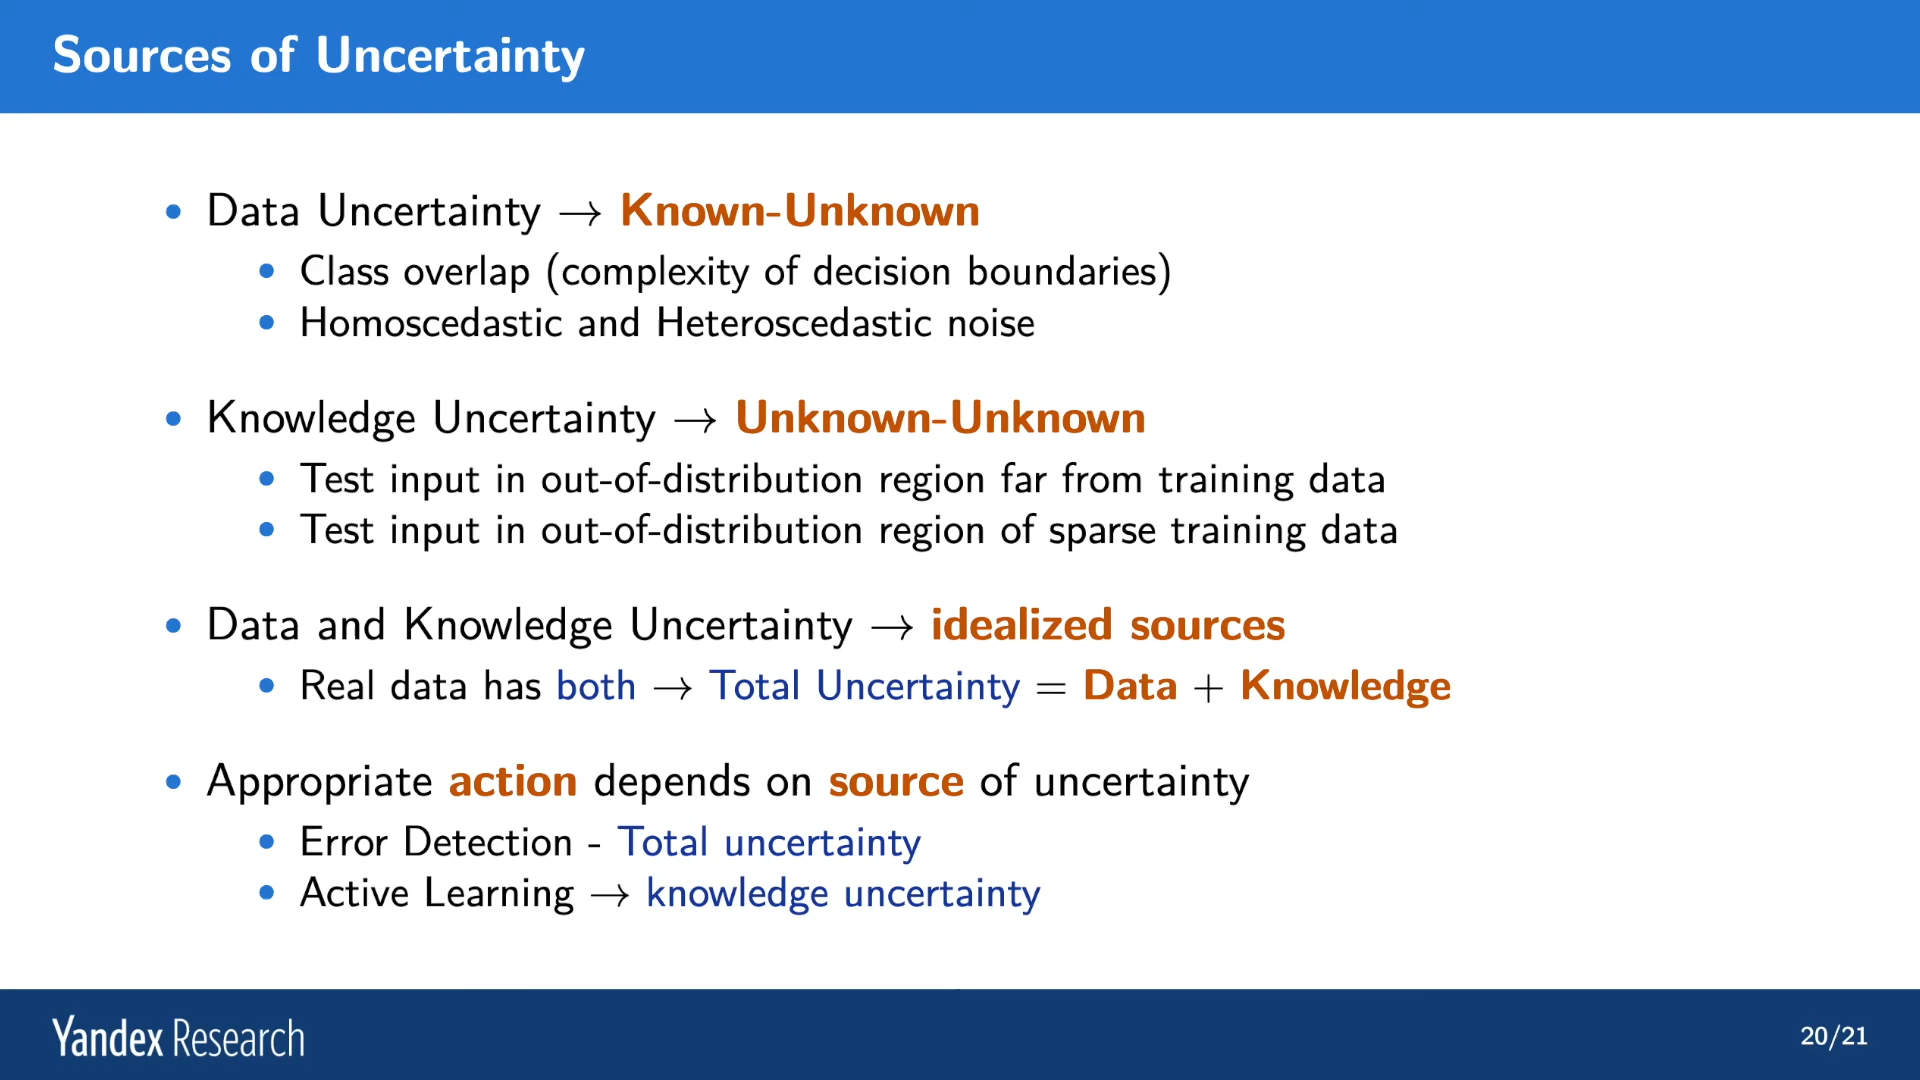 Sources of Uncertainty
• Data Uncertainty → Known-Unknown
• Class overlap (complexity of decision boundaries)
• Homoscedastic and Heteroscedastic noise
• Knowledge Uncertainty → Unknown-Unknown
• Test input in out-of-distribution region far from training data
• Test input in out-of-distribution region of sparse training data
• Data and Knowledge Uncertainty → idealized sources
• Real data has both → Total Uncertainty = Data + Knowledge
• Appropriate action depends on source of uncertainty
• Error Detection - Total uncertainty
• Active Learning → knowledge uncertainty
Yandex Research
20/21